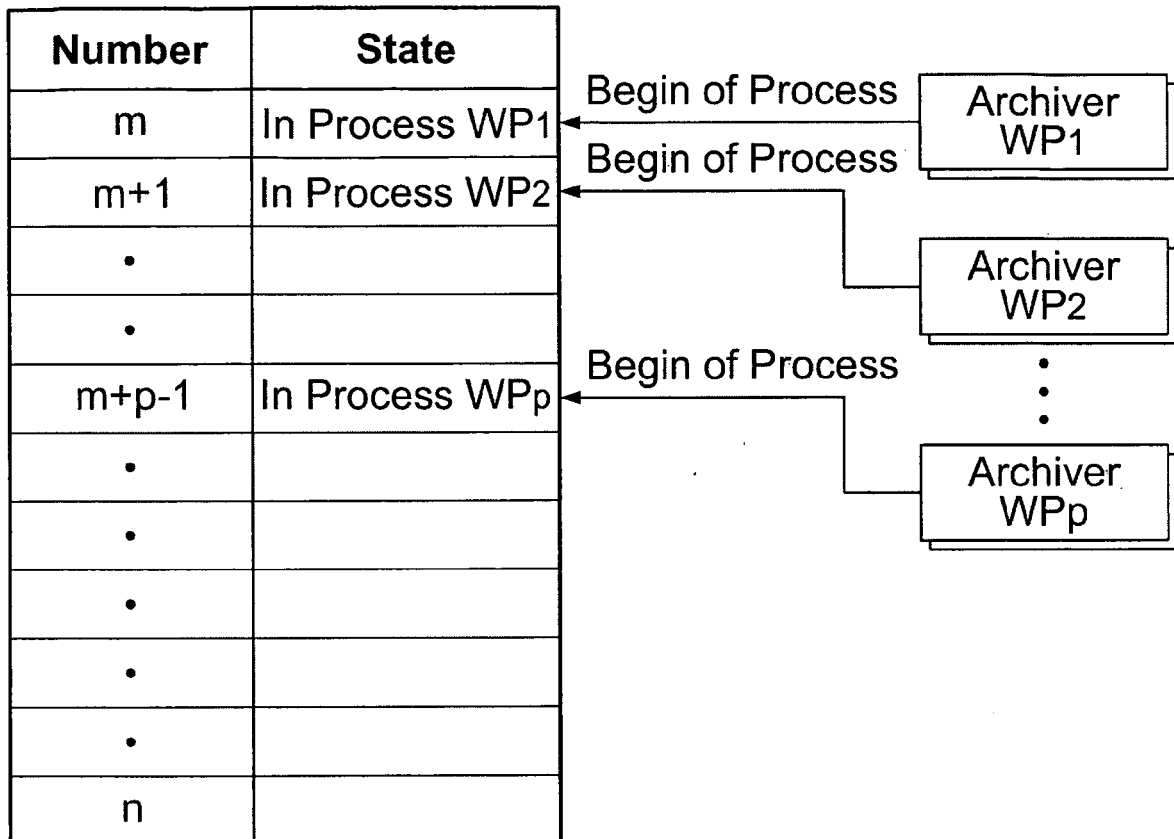 Number State
m In Process WP1
m+1 In Process WP2
•
•
m+p-1 In Process WPp
•
•
•
•
•
n
Begin of Process
Begin of Process
Begin of Process
Archiver
WP1
Archiver
WP2
•
•
•
Archiver
WPp